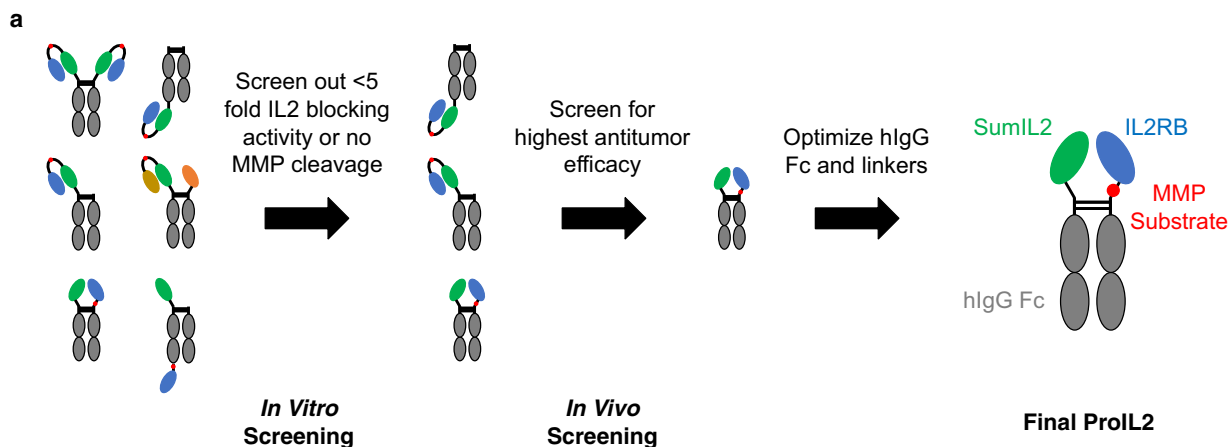 a
Screen out <5
fold IL2 blocking
activity or no
MMP cleavage
In Vitro
Screening
Screen for
highest antitumor
efficacy
In Vivo
Screening
Optimize hIgG
Fc and linkers
SumIL2
IL2RB
MMP
Substrate
hIgG Fc
Final ProIL2